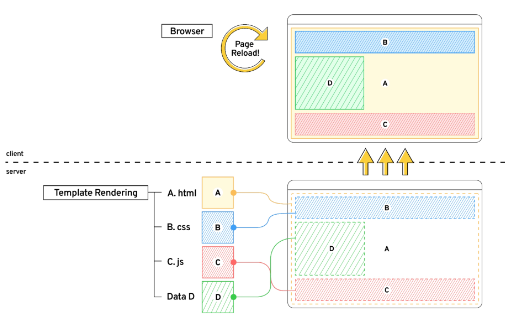 Browser
Page
Reload!
B
D
A
C
client
server
Template Rendering
A. html
A
B. css
B
C. js
C
Data D
D
B
D
A
C